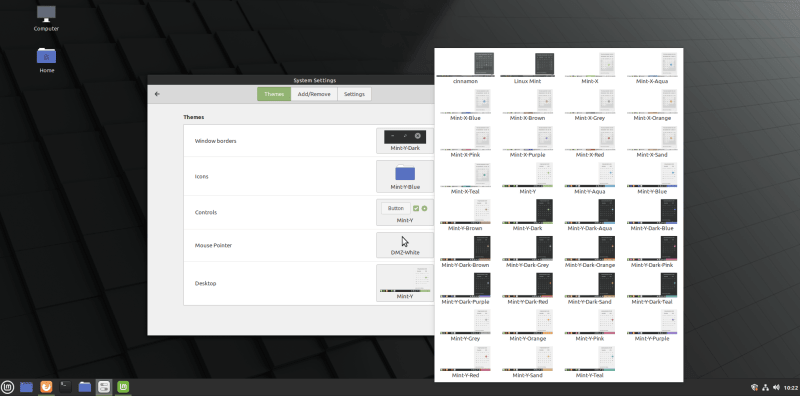 Computer
Home
System Settings
Themes Add/Remove Settings
Themes
Window borders
Mint-Y-Dark
Icons
Mint-Y-Blue
Button
Controls
Mint-Y
Mouse Pointer
DMZ-White
Desktop
Mint-Y
cinnamon Linux Mint Mint-X Mint-X-Aqua
Mint-X-Blue Mint-X-Brown Mint-X-Grey Mint-X-Orange
Mint-X-Pink Mint-X-Purple Mint-X-Red Mint-X-Sand
Mint-X-Teal Mint-Y Mint-Y-Aqua Mint-Y-Blue
Mint-Y-Brown Mint-Y-Dark Mint-Y-Dark-Aqua Mint-Y-Dark-Blue
Mint-Y-Dark-Brown Mint-Y-Dark-Grey Mint-Y-Dark-Orange Mint-Y-Dark-Pink
Mint-Y-Dark-Purple Mint-Y-Dark-Red Mint-Y-Dark-Sand Mint-Y-Dark-Teal
Mint-Y-Grey Mint-Y-Orange Mint-Y-Pink Mint-Y-Purple
Mint-Y-Red Mint-Y-Sand Mint-Y-Teal
10:22